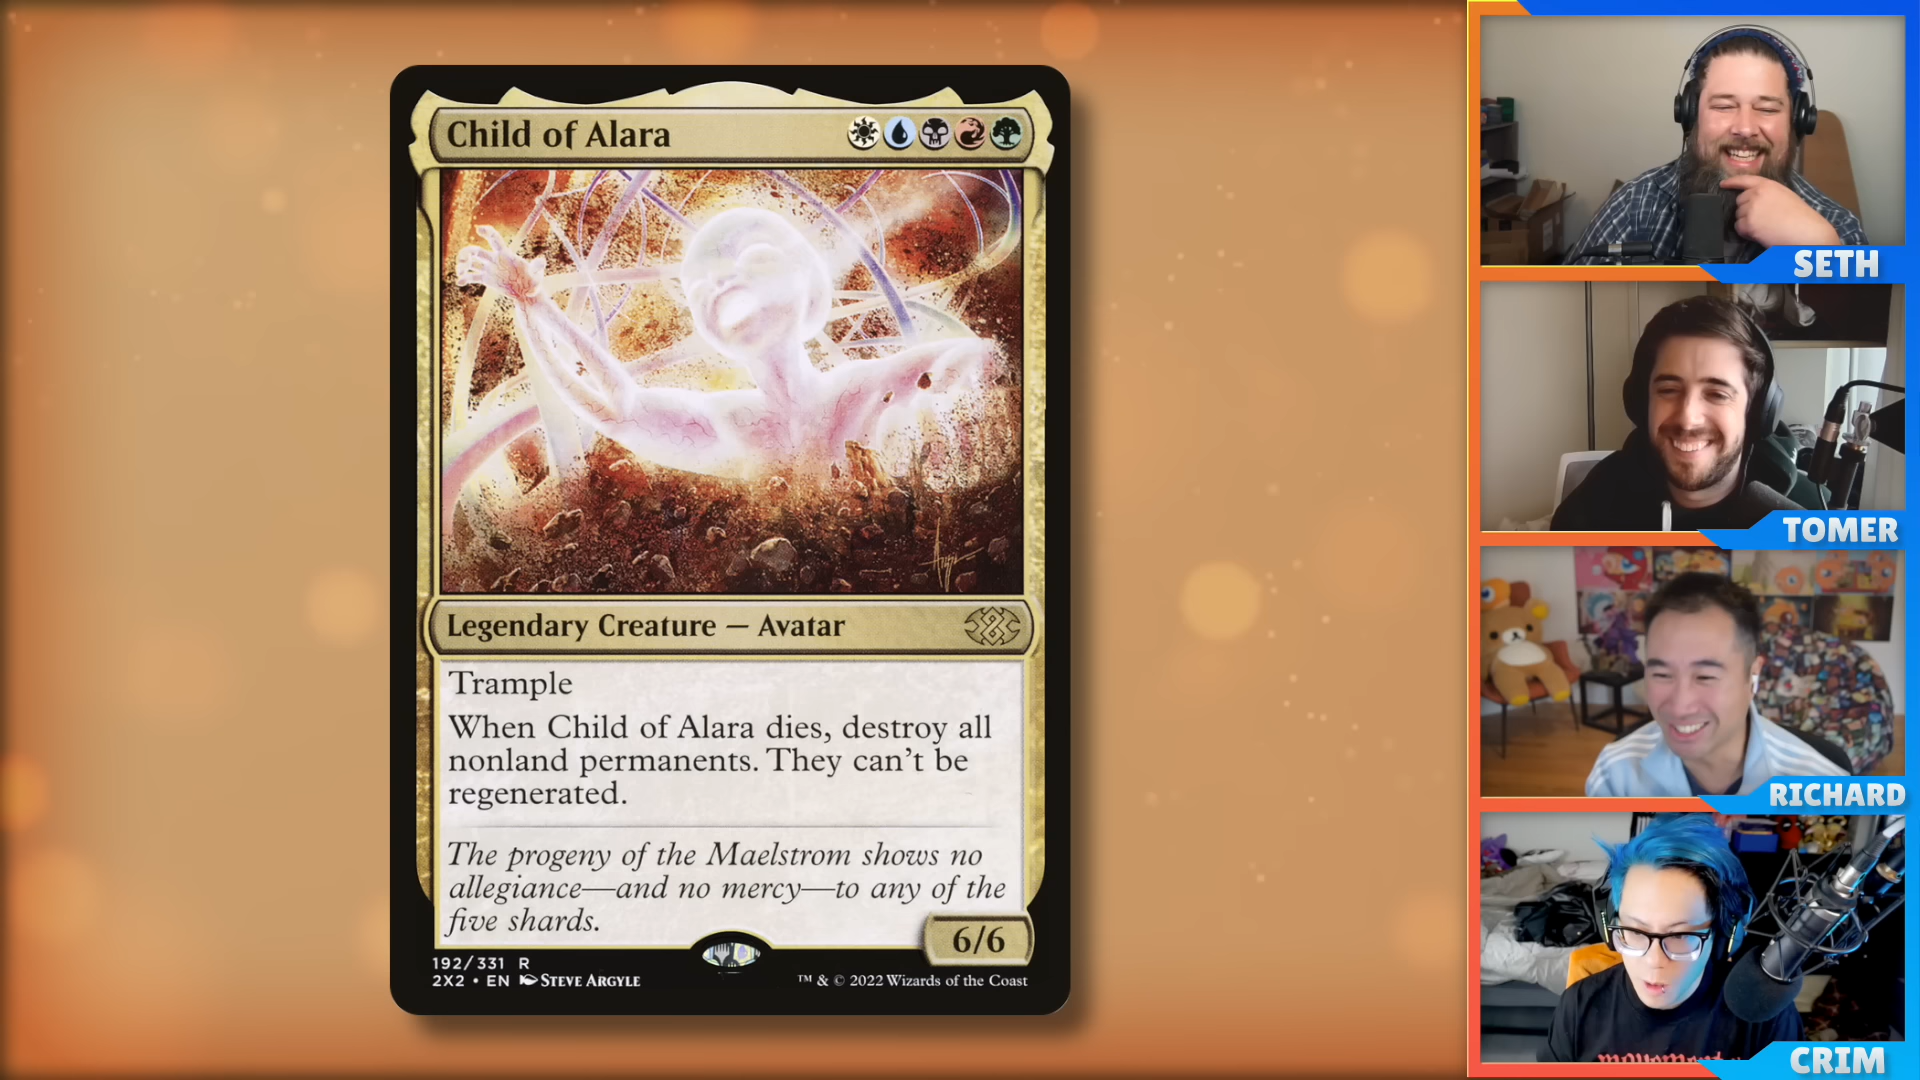 Child of Alara
Legendary Creature — Avatar
Trample
When Child of Alara dies, destroy all
nonland permanents. They can't be
regenerated.
The progeny of the Maelstrom shows no
allegiance—and no mercy—to any of the
five shards.
6/6
192/331 R
2X2 • EN STEVE ARGYLE
™ & © 2022 Wizards of the Coast
SETH
TOMER
RICHARD
CRIM